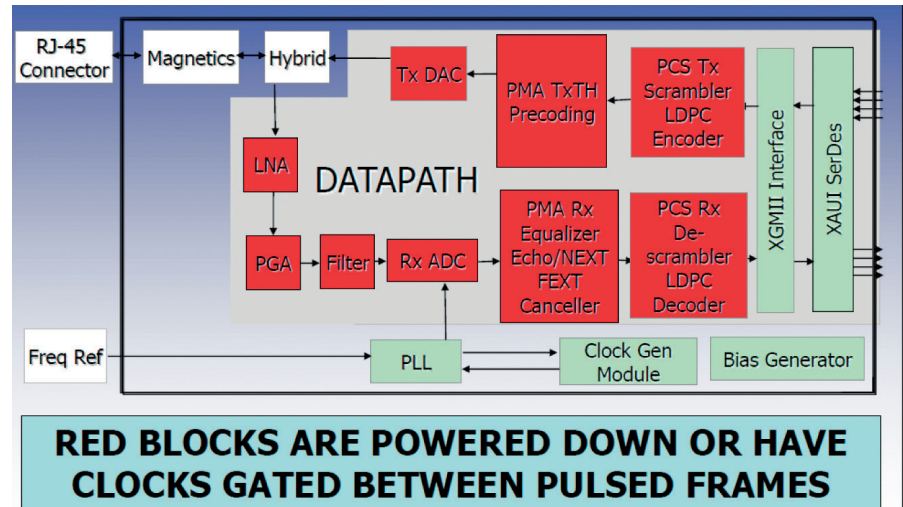 RJ-45
Connector
Magnetics
Hybrid
Tx DAC
PMA TxTH
Precoding
PCS Tx
Scrambler
LDPC
Encoder
XGMII Interface
XAUI SerDes
LNA
DATAPATH
PGA
Filter
Rx ADC
PMA Rx
Equalizer
Echo/NEXT
FEXT
Canceller
PCS Rx
De-
scrambler
LDPC
Decoder
Freq Ref
PLL
Clock Gen
Module
Bias Generator
RED BLOCKS ARE POWERED DOWN OR HAVE
CLOCKS GATED BETWEEN PULSED FRAMES